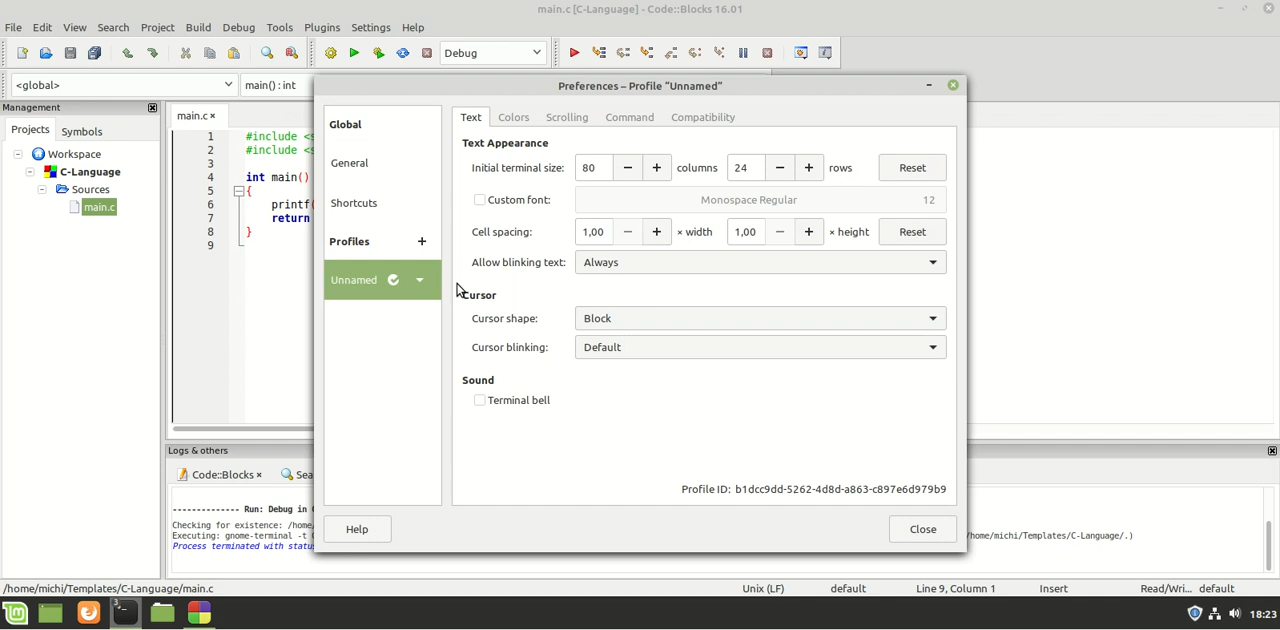 main.c [C-Language] - Code::Blocks 16.01
File Edit View Search Project Build Debug Tools Plugins Settings Help
Debug
<global>
main() : int
Management
Projects Symbols
Workspace
C-Language
Sources
main.c
main.c
1 #include <s
2 #include <s
3
4 int main()
5 {
6 printf(
7 return
8 }
9
Preferences – Profile “Unnamed”
Global
General
Shortcuts
Profiles +
Unnamed
Text Colors Scrolling Command Compatibility
Text Appearance
Initial terminal size: 80 − + columns 24 − + rows Reset
Custom font: Monospace Regular 12
Cell spacing: 1,00 − + × width 1,00 − + × height Reset
Allow blinking text: Always
Cursor
Cursor shape: Block
Cursor blinking: Default
Sound
Terminal bell
Profile ID: b1dcc9dd-5262-4d8d-a863-c897e6d979b9
Help Close
Logs & others
Code::Blocks Sea
-------------- Run: Debug in C
Checking for existence: /home/
Executing: gnome-terminal -t C /home/michi/Templates/C-Language/.)
Process terminated with status
/home/michi/Templates/C-Language/main.c Unix (LF) default Line 9, Column 1 Insert Read/Wri... default
18:23